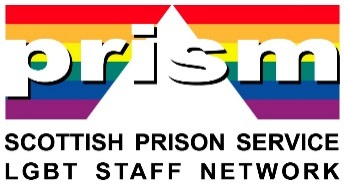 prism
SCOTTISH PRISON SERVICE
LGBT STAFF NETWORK